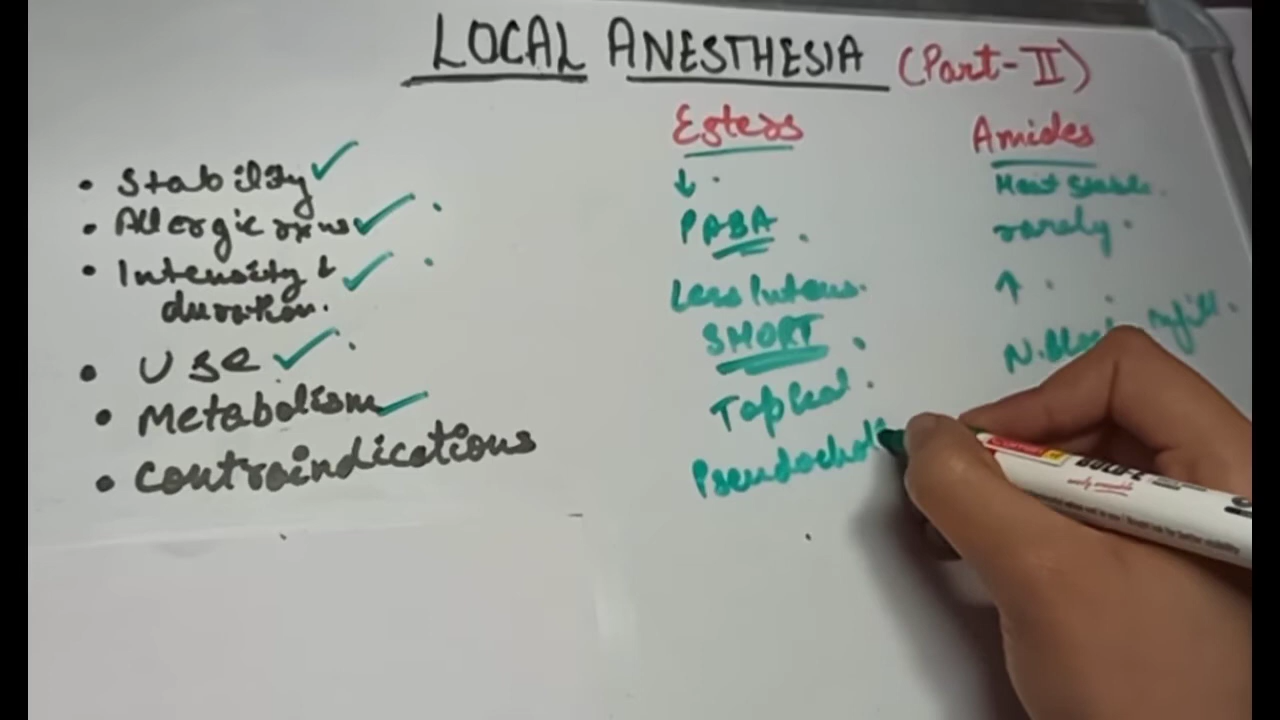 LOCAL ANESTHESIA (Part-II)
Esters Amides
• Stability ↓ Heat stable.
• Allergic rxns PABA rarely.
• Intensity & Less Intens. ↑
duration. SHORT
• Use Topical N.Block
• Metabolism Pseudochol
• Contraindications